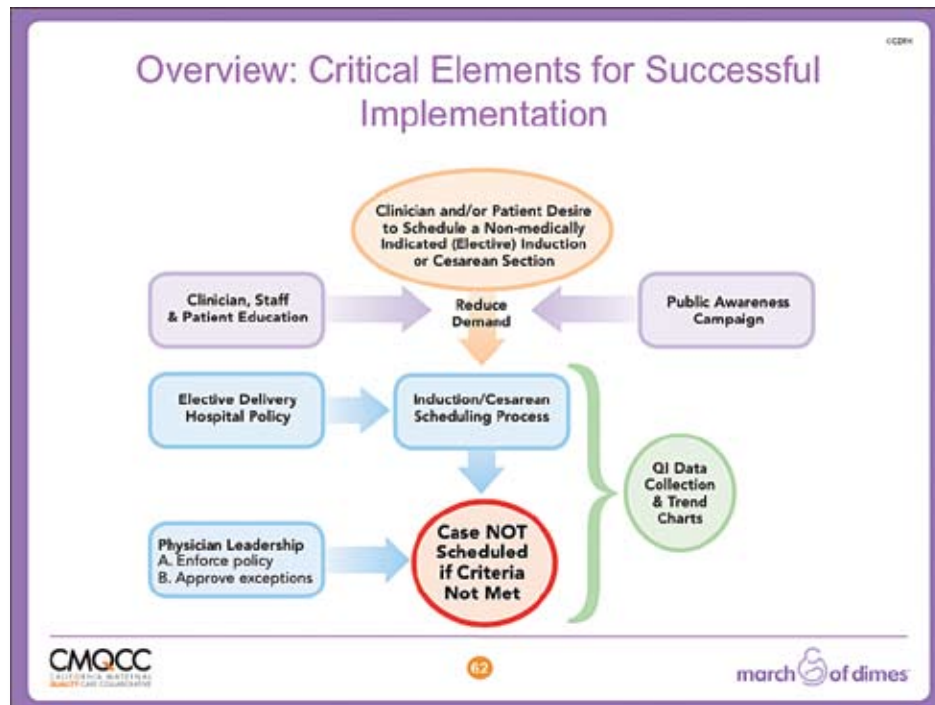 Overview: Critical Elements for Successful
Implementation
Clinician and/or Patient Desire
to Schedule a Non-medically
Indicated (Elective) Induction
or Cesarean Section
Clinician, Staff
& Patient Education
Reduce
Demand
Public Awareness
Campaign
Elective Delivery
Hospital Policy
Induction/Cesarean
Scheduling Process
QI Data
Collection
& Trend
Charts
Physician Leadership
A. Enforce policy
B. Approve exceptions
Case NOT
Scheduled
if Criteria
Not Met
CMQCC
CALIFORNIA MATERNAL
QUALITY CARE COLLABORATIVE
62
march of dimes